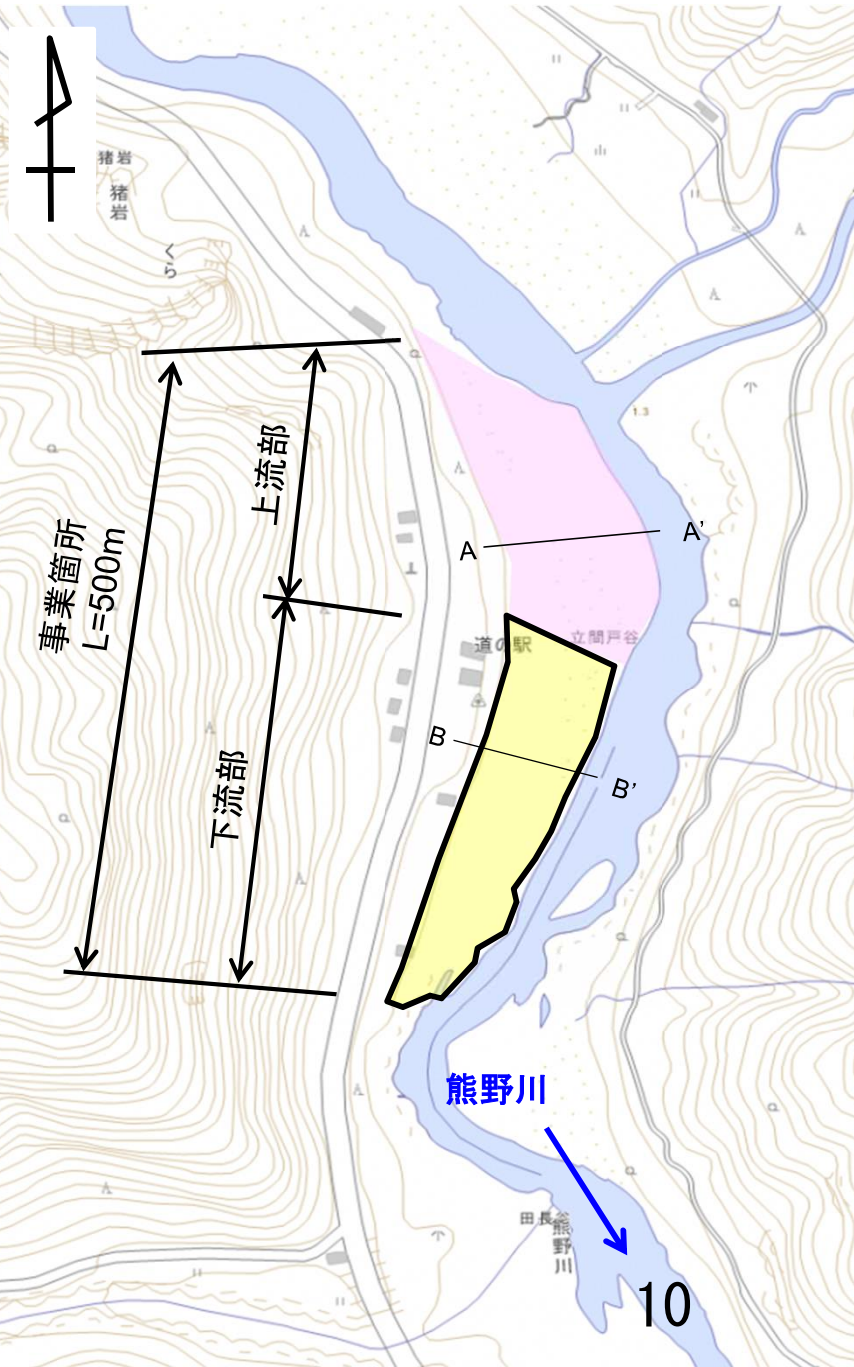 猪岩
猪岩
くら
上流部
事業箇所
L=500m
1.3
A
A'
道の駅
立間戸谷
B
B'
下流部
熊野川
田長谷
熊野川
10